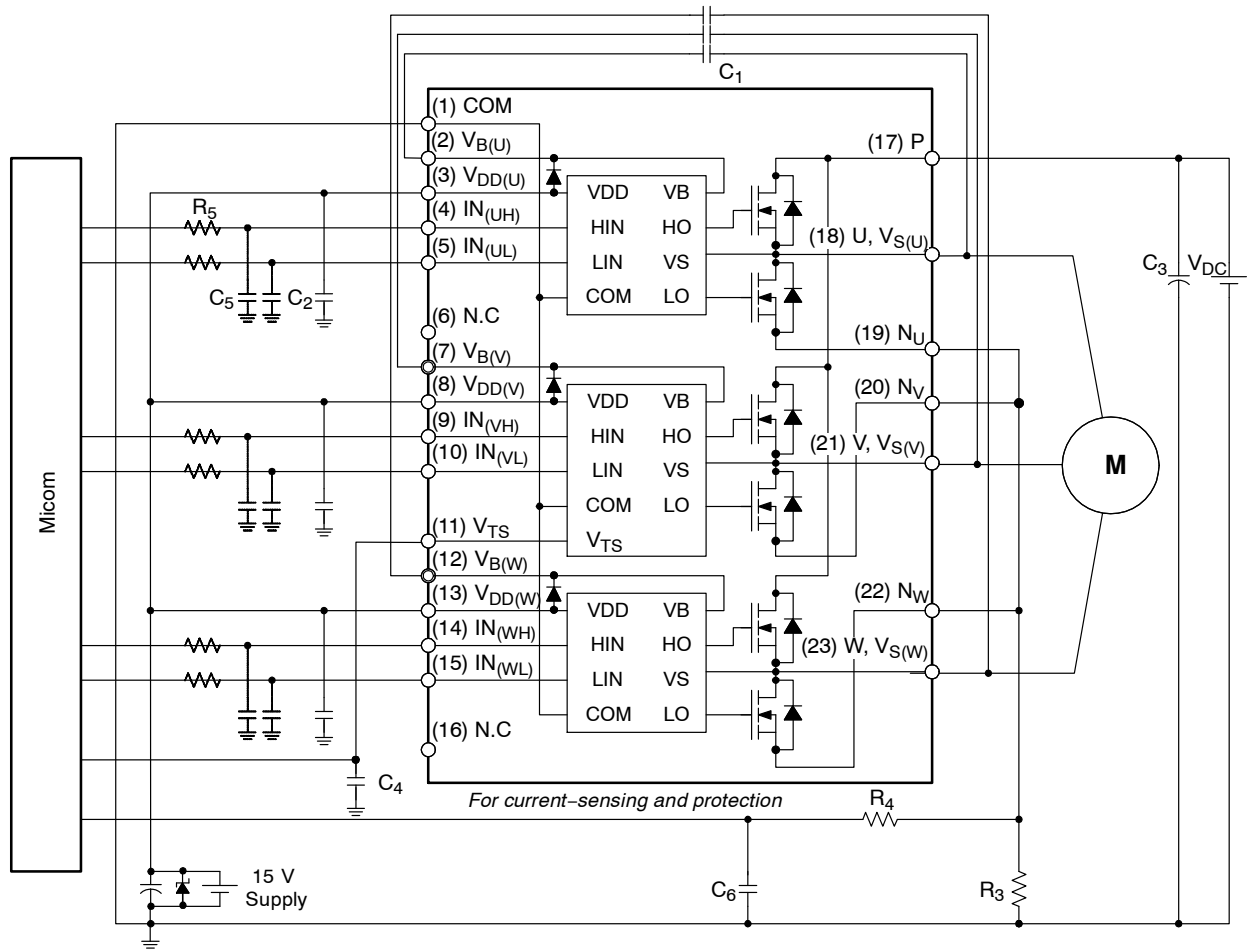 C1
(1) COM
(2) VB(U)
(3) VDD(U)
(4) IN(UH)
(5) IN(UL)
(6) N.C
(7) VB(V)
(8) VDD(V)
(9) IN(VH)
(10) IN(VL)
(11) VTS
(12) VB(W)
(13) VDD(W)
(14) IN(WH)
(15) IN(WL)
(16) N.C
VDD VB
HIN HO
LIN VS
COM LO
VDD VB
HIN HO
LIN VS
COM LO
VTS
VDD VB
HIN HO
LIN VS
COM LO
(17) P
(18) U, VS(U)
(19) NU
(20) NV
(21) V, VS(V)
(22) NW
(23) W, VS(W)
Micom
R5
C5
C2
C4
C3
VDC
M
For current–sensing and protection
R4
15 V
Supply
C6
R3